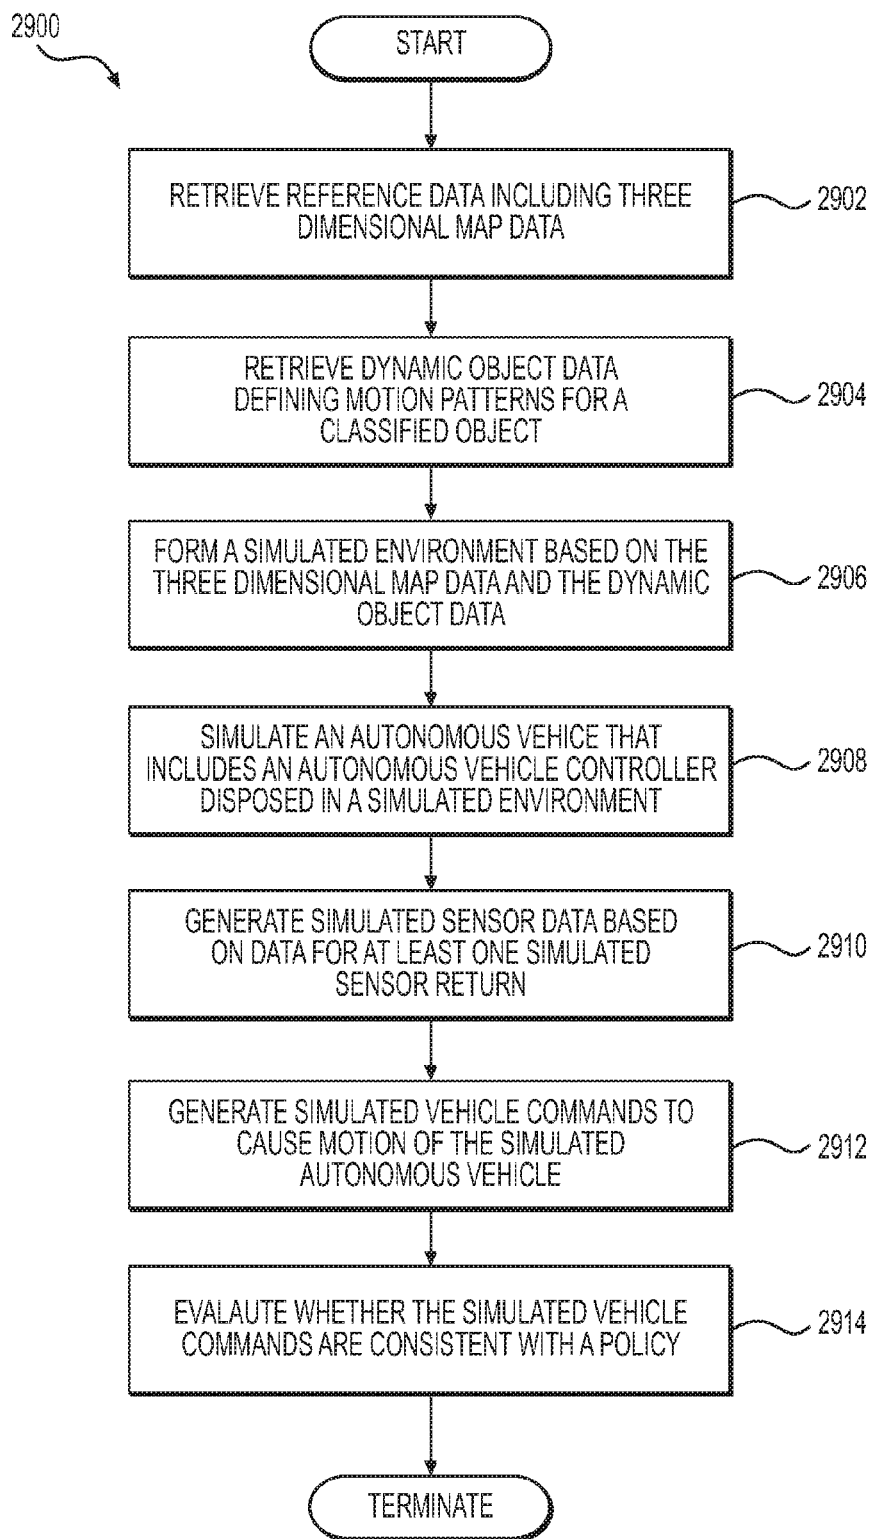 2900
START
RETRIEVE REFERENCE DATA INCLUDING THREE
DIMENSIONAL MAP DATA
2902
RETRIEVE DYNAMIC OBJECT DATA
DEFINING MOTION PATTERNS FOR A
CLASSIFIED OBJECT
2904
FORM A SIMULATED ENVIRONMENT BASED ON THE
THREE DIMENSIONAL MAP DATA AND THE DYNAMIC
OBJECT DATA
2906
SIMULATE AN AUTONOMOUS VEHICE THAT
INCLUDES AN AUTONOMOUS VEHICLE CONTROLLER
DISPOSED IN A SIMULATED ENVIRONMENT
2908
GENERATE SIMULATED SENSOR DATA BASED
ON DATA FOR AT LEAST ONE SIMULATED
SENSOR RETURN
2910
GENERATE SIMULATED VEHICLE COMMANDS TO
CAUSE MOTION OF THE SIMULATED
AUTONOMOUS VEHICLE
2912
EVALAUTE WHETHER THE SIMULATED VEHICLE
COMMANDS ARE CONSISTENT WITH A POLICY
2914
TERMINATE